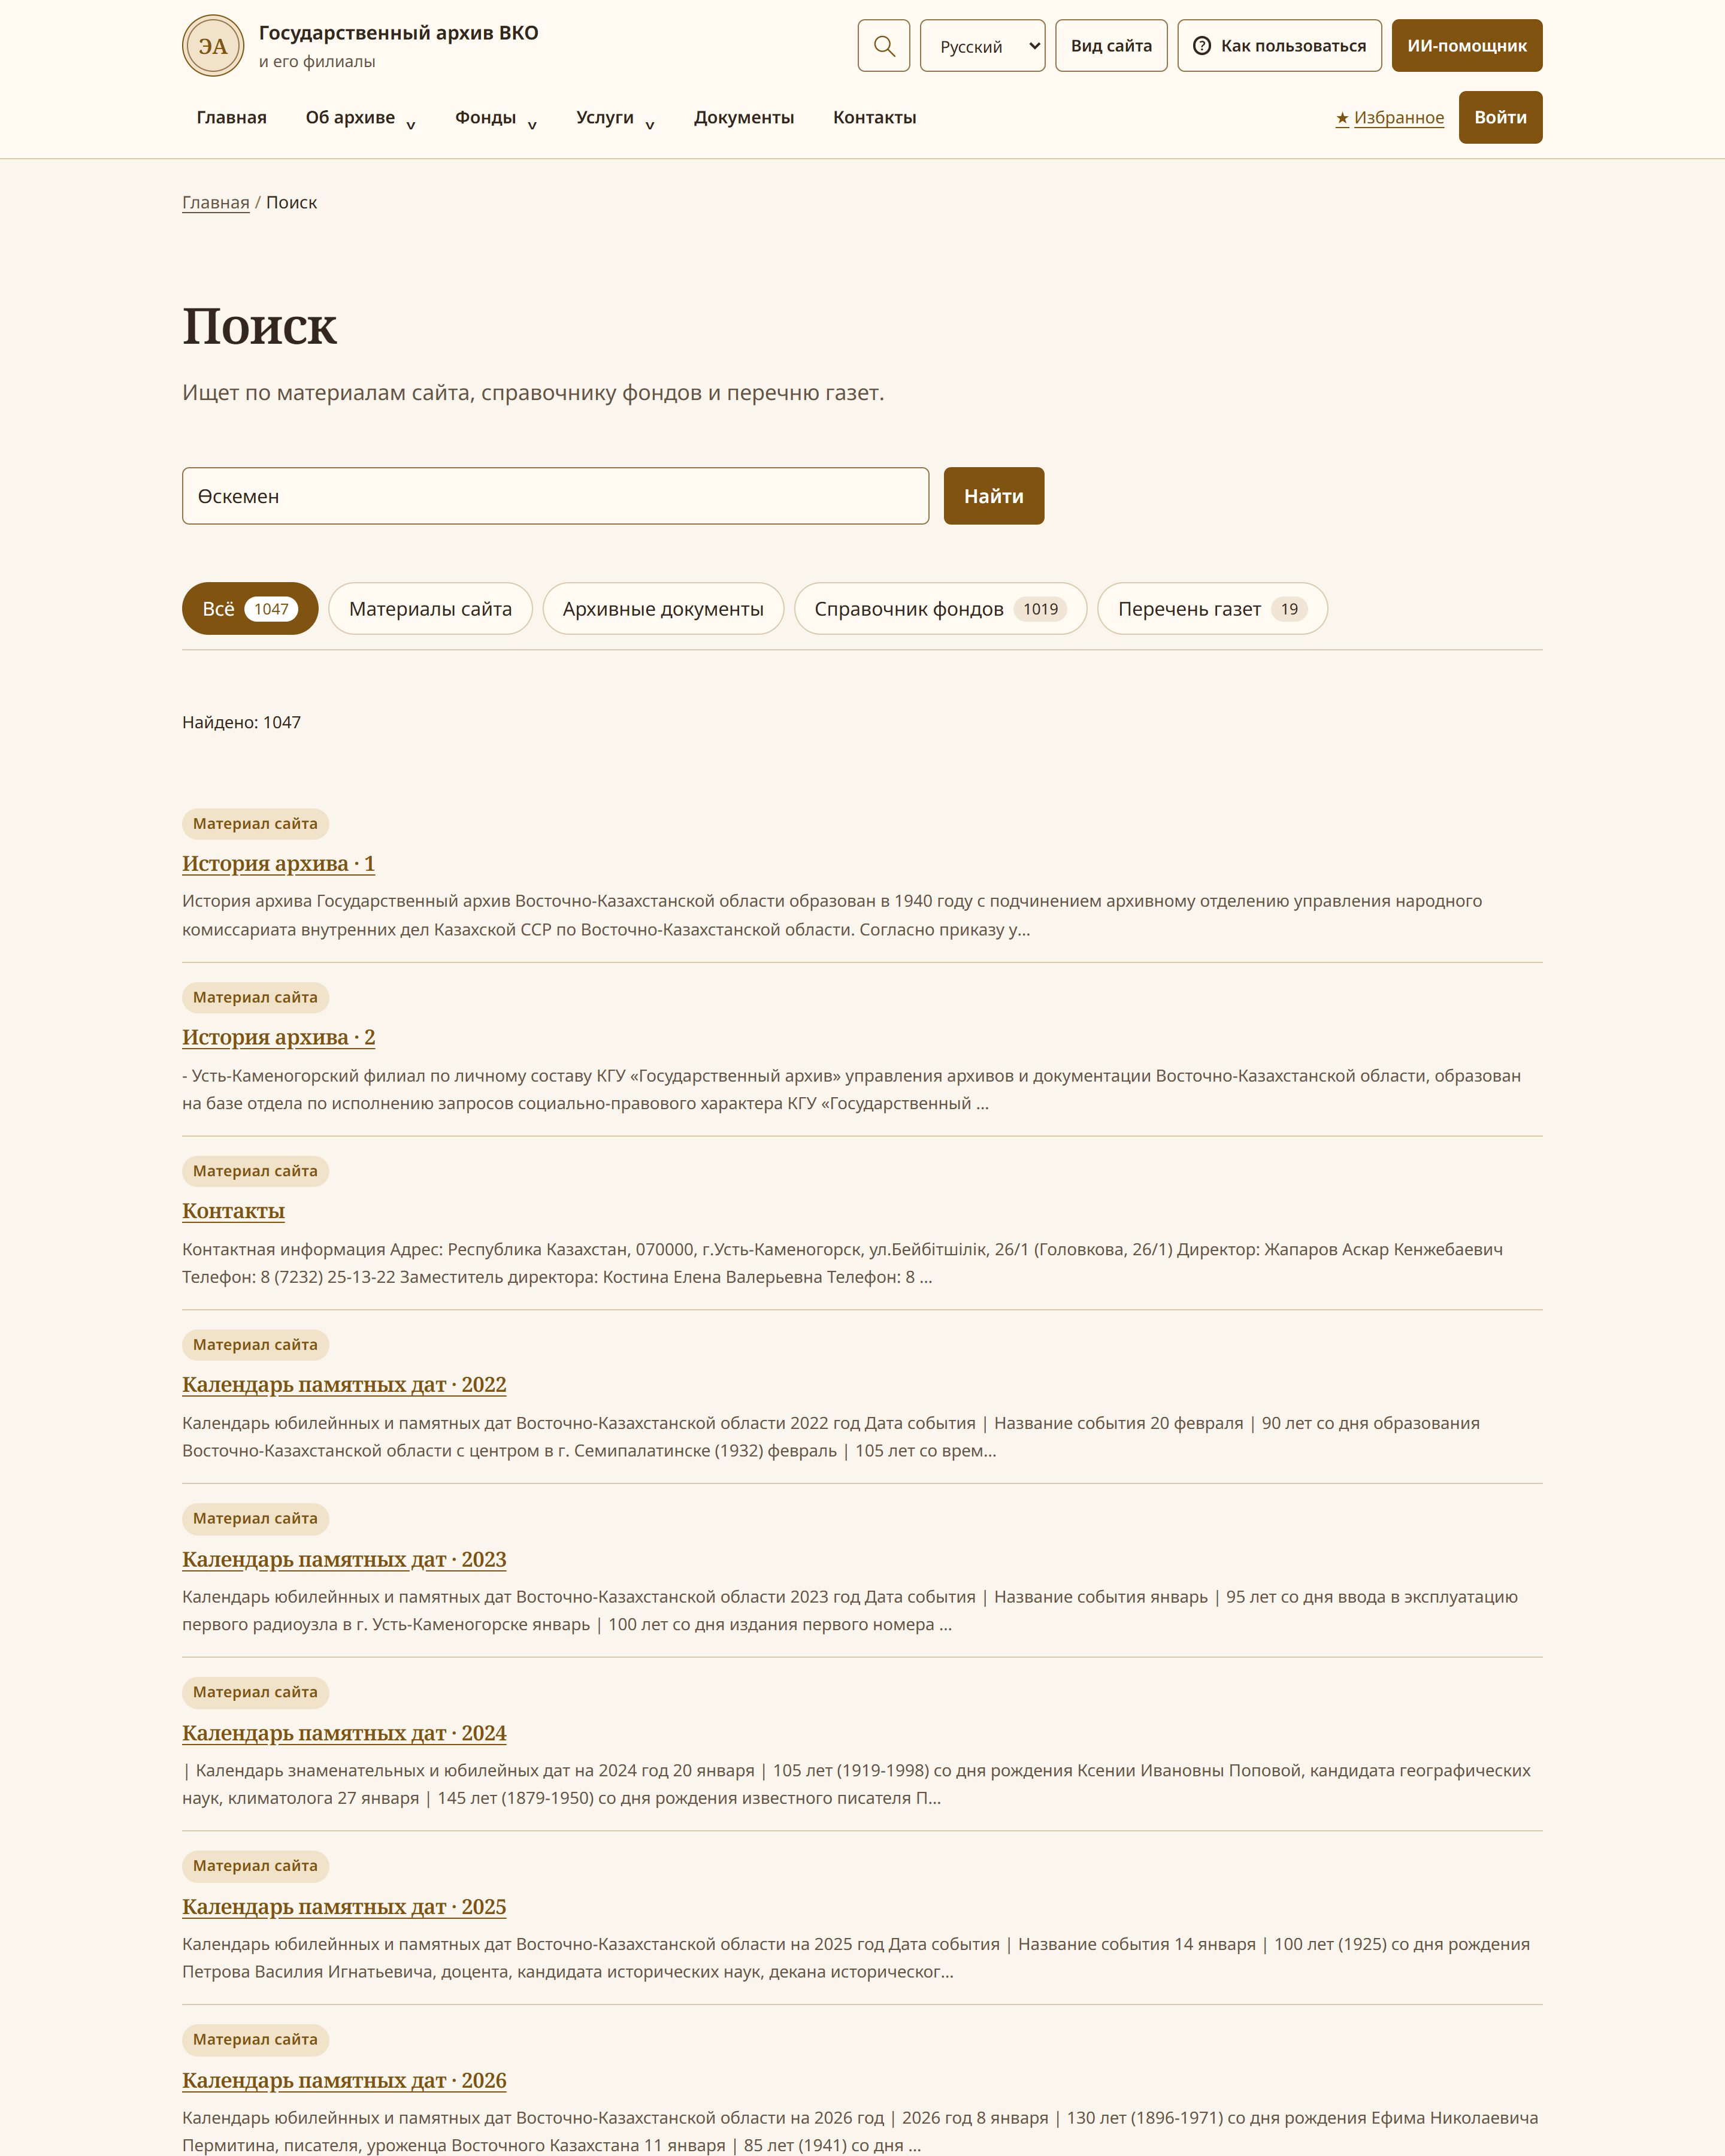 ЭА
Государственный архив ВКО
и его филиалы
Русский
Вид сайта
? Как пользоваться
ИИ-помощник
Главная
Об архиве
Фонды
Услуги
Документы
Контакты
★ Избранное
Войти
Главная / Поиск
Поиск
Ищет по материалам сайта, справочнику фондов и перечню газет.
Өскемен
Найти
Всё 1047
Материалы сайта
Архивные документы
Справочник фондов 1019
Перечень газет 19
Найдено: 1047
Материал сайта
История архива · 1
История архива Государственный архив Восточно-Казахстанской области образован в 1940 году с подчинением архивному отделению управления народного
комиссариата внутренних дел Казахской ССР по Восточно-Казахстанской области. Согласно приказу у...
Материал сайта
История архива · 2
- Усть-Каменогорский филиал по личному составу КГУ «Государственный архив» управления архивов и документации Восточно-Казахстанской области, образован
на базе отдела по исполнению запросов социально-правового характера КГУ «Государственный ...
Материал сайта
Контакты
Контактная информация Адрес: Республика Казахстан, 070000, г.Усть-Каменогорск, ул.Бейбітшілік, 26/1 (Головкова, 26/1) Директор: Жапаров Аскар Кенжебаевич
Телефон: 8 (7232) 25-13-22 Заместитель директора: Костина Елена Валерьевна Телефон: 8 ...
Материал сайта
Календарь памятных дат · 2022
Календарь юбилейнных и памятных дат Восточно-Казахстанской области 2022 год Дата события | Название события 20 февраля | 90 лет со дня образования
Восточно-Казахстанской области с центром в г. Семипалатинске (1932) февраль | 105 лет со врем...
Материал сайта
Календарь памятных дат · 2023
Календарь юбилейнных и памятных дат Восточно-Казахстанской области 2023 год Дата события | Название события январь | 95 лет со дня ввода в эксплуатацию
первого радиоузла в г. Усть-Каменогорске январь | 100 лет со дня издания первого номера ...
Материал сайта
Календарь памятных дат · 2024
| Календарь знаменательных и юбилейных дат на 2024 год 20 января | 105 лет (1919-1998) со дня рождения Ксении Ивановны Поповой, кандидата географических
наук, климатолога 27 января | 145 лет (1879-1950) со дня рождения известного писателя П...
Материал сайта
Календарь памятных дат · 2025
Календарь юбилейнных и памятных дат Восточно-Казахстанской области на 2025 год Дата события | Название события 14 января | 100 лет (1925) со дня рождения
Петрова Василия Игнатьевича, доцента, кандидата исторических наук, декана историческог...
Материал сайта
Календарь памятных дат · 2026
Календарь юбилейнных и памятных дат Восточно-Казахстанской области на 2026 год | 2026 год 8 января | 130 лет (1896-1971) со дня рождения Ефима Николаевича
Пермитина, писателя, уроженца Восточного Казахстана 11 января | 85 лет (1941) со дня ...